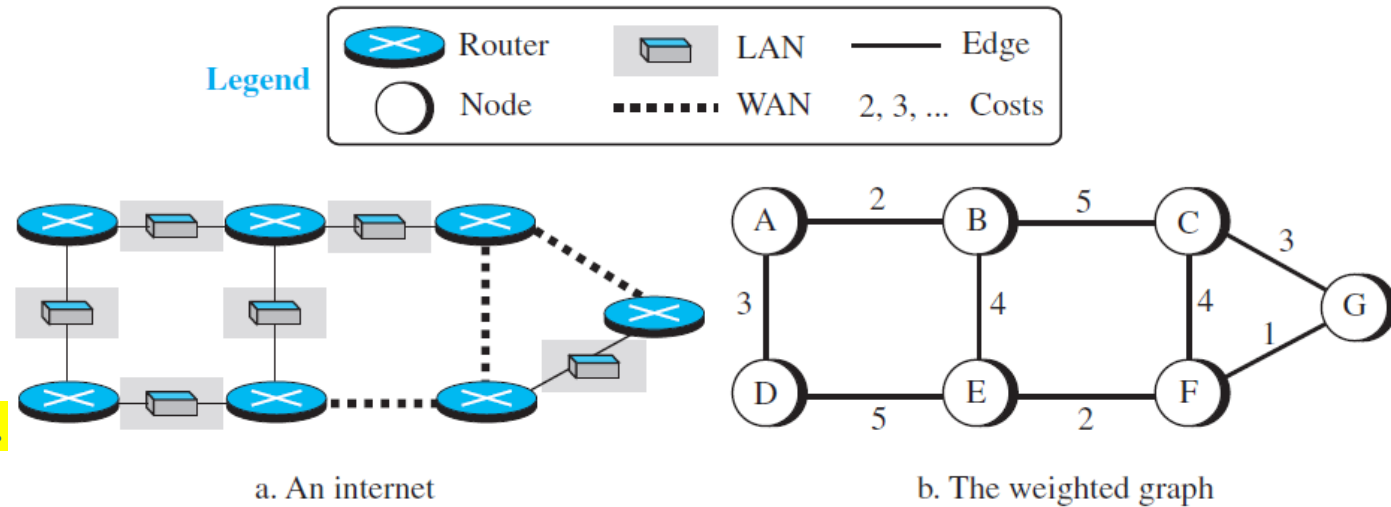 Legend
Router
LAN
Edge
Node
WAN
2, 3, ... Costs
A
2
B
5
C
3
3
4
4
G
1
D
5
E
2
F
a. An internet
b. The weighted graph